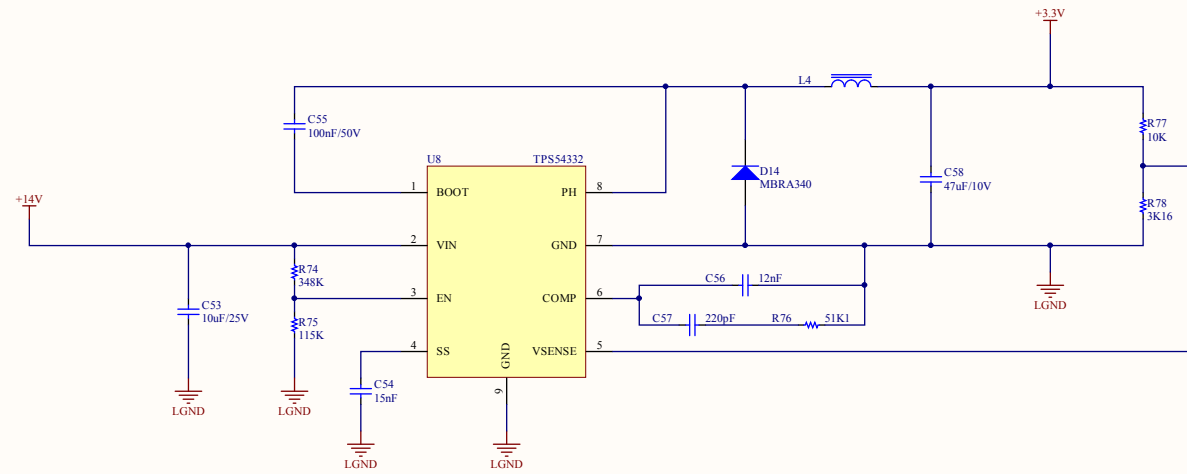 +3.3V
L4
C55
100nF/50V
R77
10K
U8
TPS54332
D14
MBRA340
C58
47uF/10V
1
BOOT
PH
8
R78
3K16
+14V
2
VIN
GND
7
R74
348K
C56
12nF
3
EN
COMP
6
LGND
C53
10uF/25V
R75
115K
C57
220pF
R76
51K1
4
SS
GND
VSENSE
5
C54
15nF
9
LGND
LGND
LGND
LGND